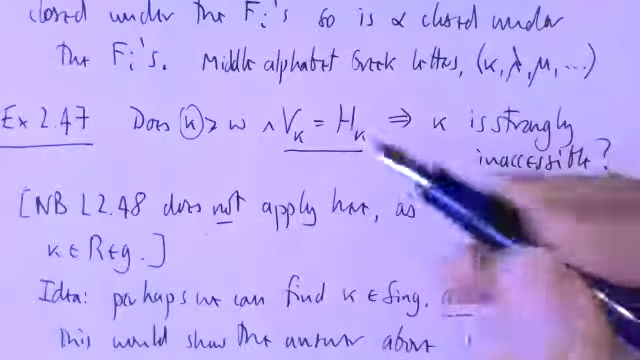 closed under the Fᵢ's so is α closed under
the Fᵢ's. Middle alphabet Greek letters, (κ, λ, μ, ...)
Ex 2.47 Does κ > ω ∧ V_κ = H_κ ⇒ κ is strongly
inaccessible?
[NB L2.48 does not apply here, as
κ ∈ Reg.]
Idea: perhaps we can find κ ∈ Sing,
This would show the answer about